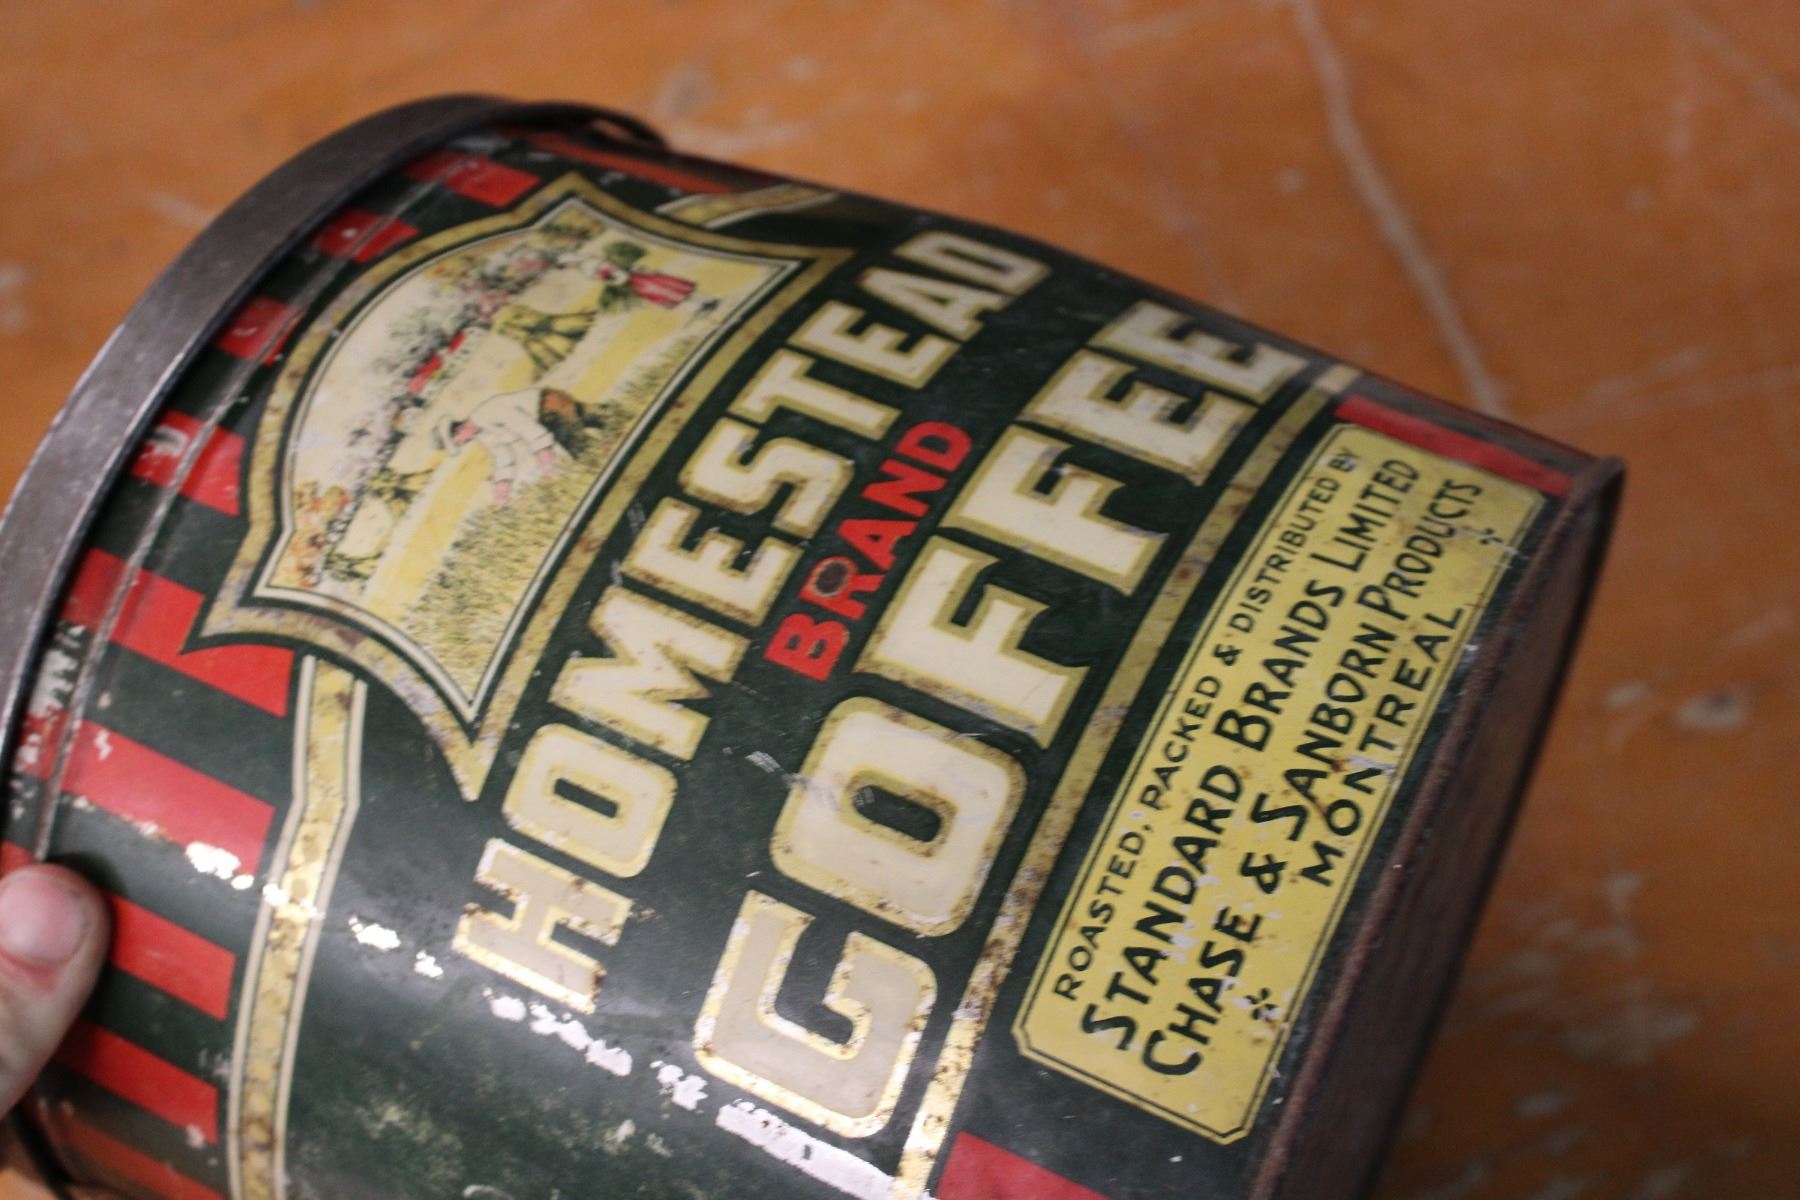 HOMESTEAD
BRAND
COFFEE
ROASTED, PACKED & DISTRIBUTED BY
STANDARD BRANDS LIMITED
CHASE & SANBORN PRODUCTS
MONTREAL